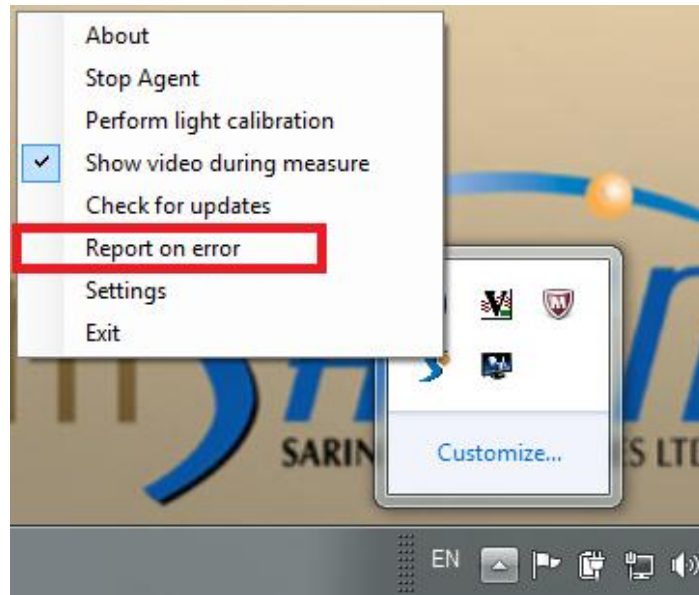 About
Stop Agent
Perform light calibration
Show video during measure
Check for updates
Report on error
Settings
Exit
SARIN
ES LTD
Customize...
EN